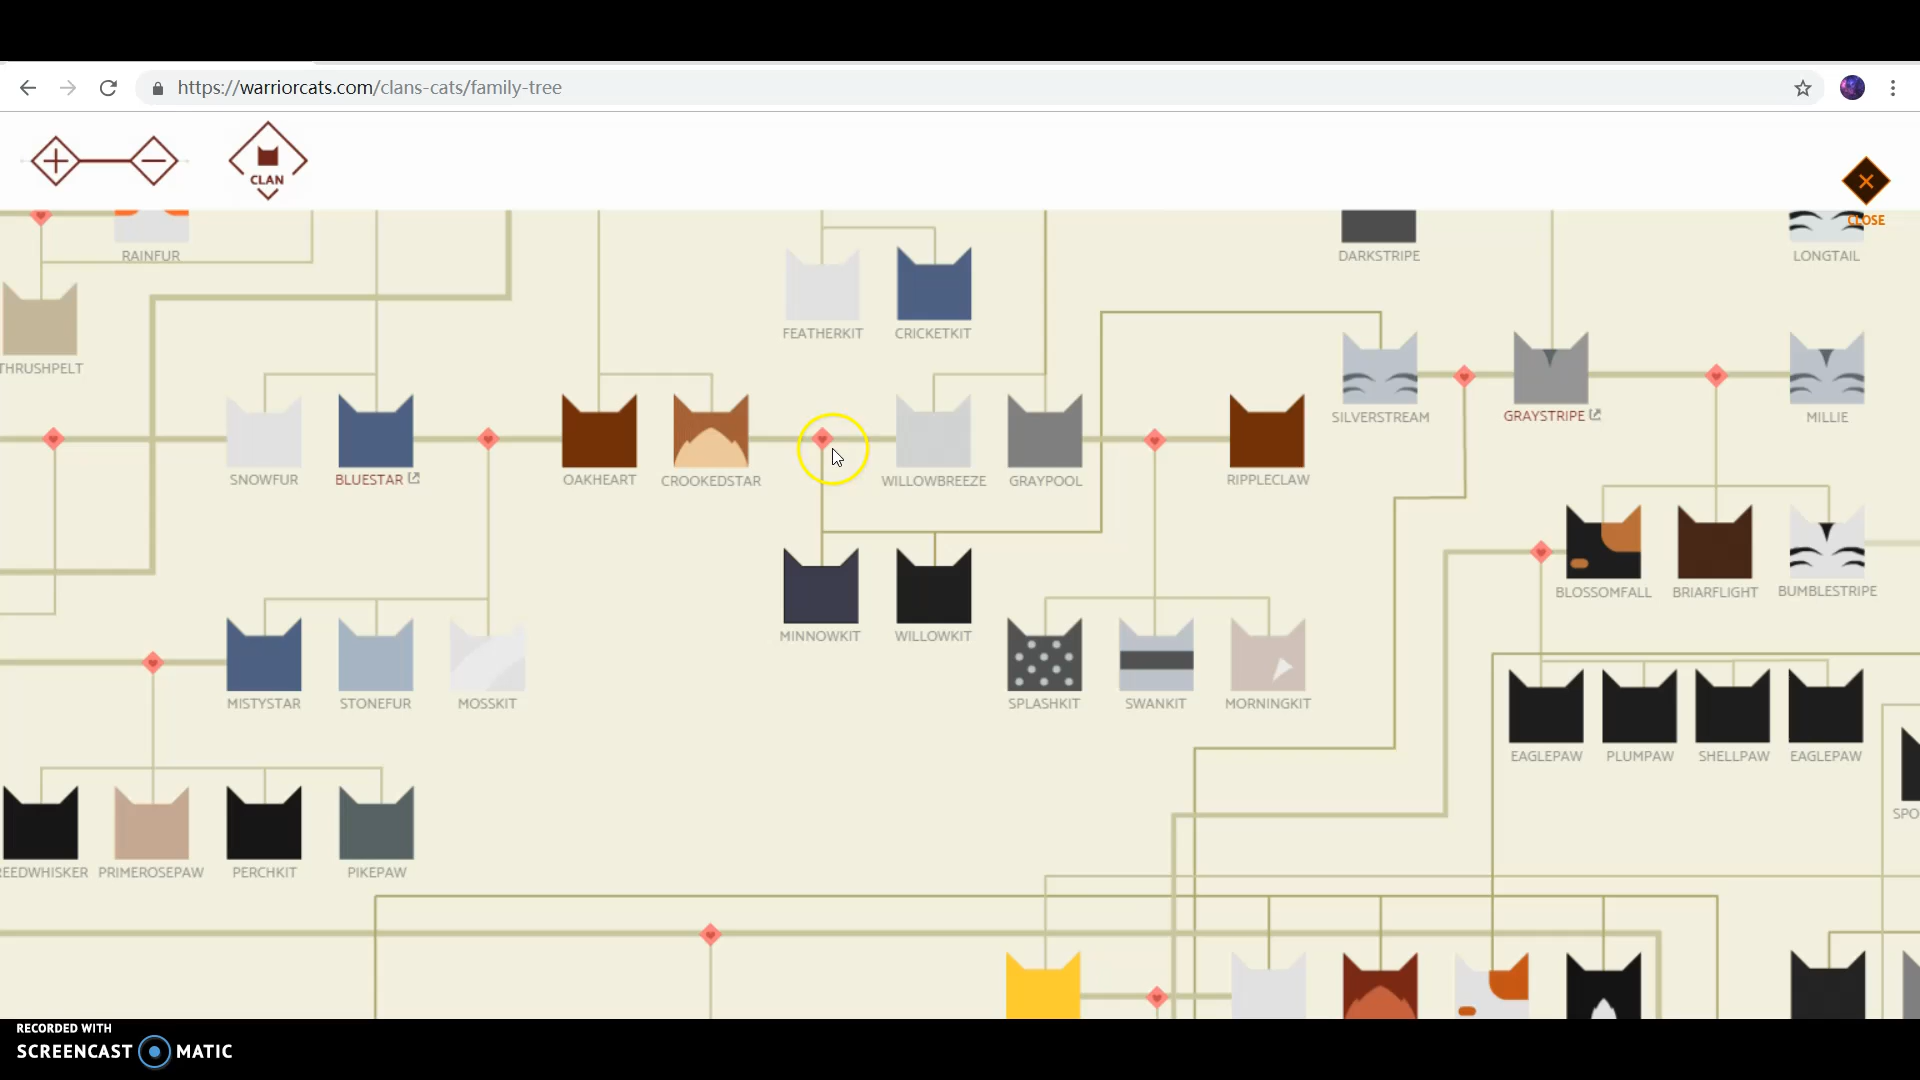 https://warriorcats.com/clans-cats/family-tree
CLAN
CLOSE
RAINFUR
DARKSTRIPE
LONGTAIL
FEATHERKIT
CRICKETKIT
THRUSHPELT
SILVERSTREAM
GRAYSTRIPE
MILLIE
SNOWFUR
BLUESTAR
OAKHEART
CROOKEDSTAR
WILLOWBREEZE
GRAYPOOL
RIPPLECLAW
BLOSSOMFALL
BRIARFLIGHT
BUMBLESTRIPE
MINNOWKIT
WILLOWKIT
MISTYSTAR
STONEFUR
MOSSKIT
SPLASHKIT
SWANKIT
MORNINGKIT
EAGLEPAW
PLUMPAW
SHELLPAW
EAGLEPAW
SPO
EEDWHISKER
PRIMEROSEPAW
PERCHKIT
PIKEPAW
RECORDED WITH
SCREENCAST MATIC